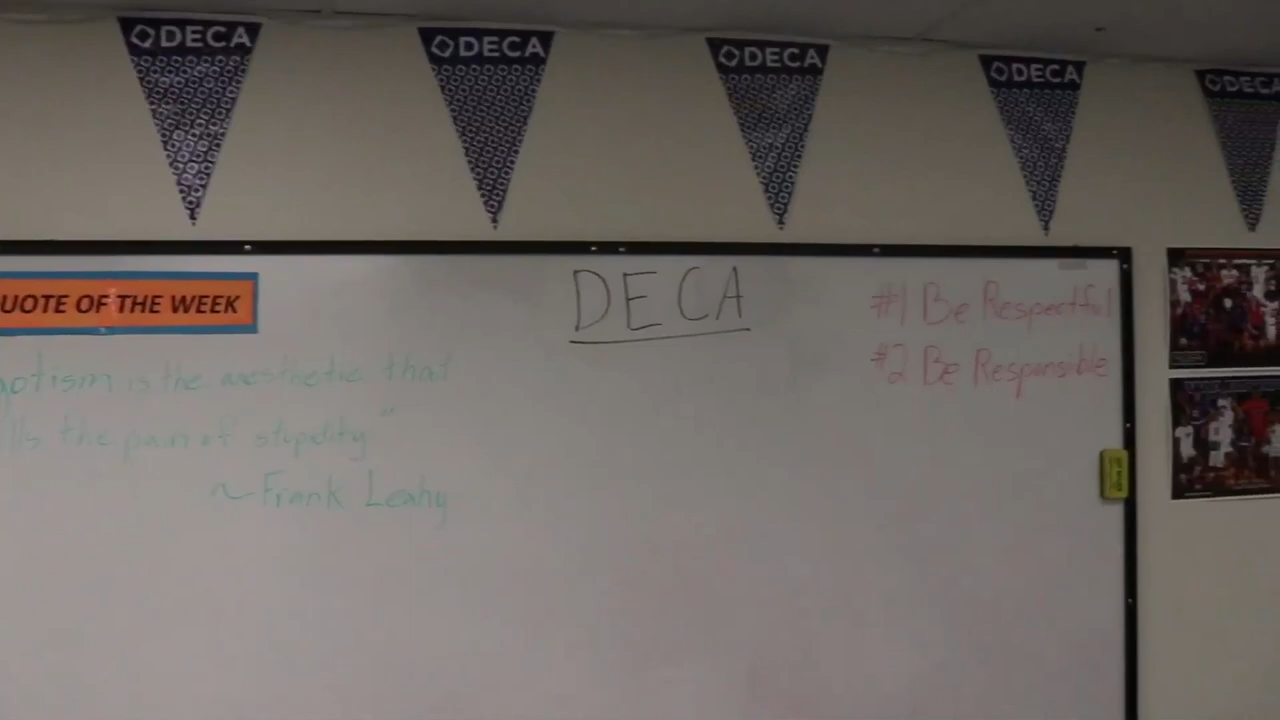 DECA
DECA
DECA
DECA
DECA
UOTE OF THE WEEK
DECA
#1 Be Respectful
#2 Be Responsible
gotism is the anesthetic that
lls the pain of stupidity"
~Frank Leahy